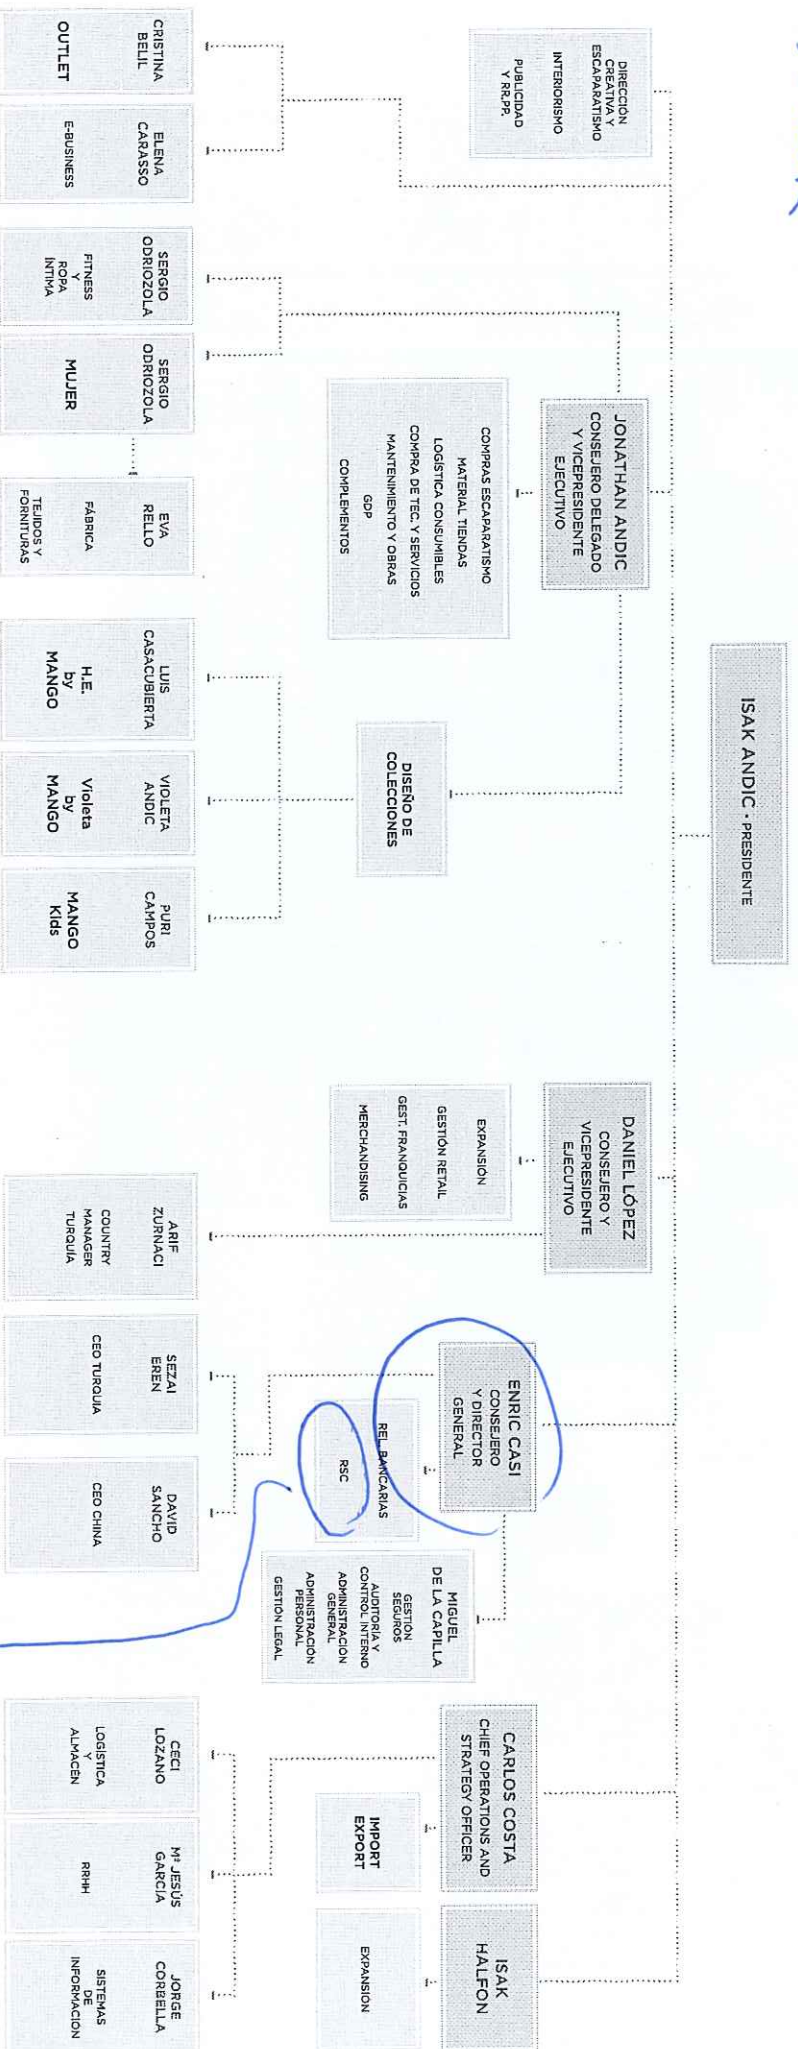 ISAK ANDIC • PRESIDENTE
DIRECCIÓN
CREATIVA Y
ESCAPARATISMO
INTERIORISMO
PUBLICIDAD
Y RR.PP.
JONATHAN ANDIC
CONSEJERO DELEGADO
Y VICEPRESIDENTE
EJECUTIVO
COMPRAS ESCAPARATISMO
MATERIAL TIENDAS
LOGÍSTICA CONSUMIBLES
COMPRA DE TEC. Y SERVICIOS
MANTENIMIENTO Y OBRAS
GDP
COMPLEMENTOS
DISEÑO DE
COLECCIONES
DANIEL LÓPEZ
CONSEJERO Y
VICEPRESIDENTE
EJECUTIVO
EXPANSIÓN
GESTIÓN RETAIL
GEST. FRANQUICIAS
MERCHANDISING
ENRIC CASI
CONSEJERO
Y DIRECTOR
GENERAL
REL. BANCARIAS
RSC
MIGUEL
DE LA CAPILLA
GESTIÓN
SEGUROS
AUDITORÍA Y
CONTROL INTERNO
ADMINISTRACIÓN
GENERAL
ADMINISTRACIÓN
PERSONAL
GESTIÓN LEGAL
CARLOS COSTA
CHIEF OPERATIONS AND
STRATEGY OFFICER
IMPORT
EXPORT
ISAK
HALFON
EXPANSIÓN
CRISTINA
BELIL
OUTLET
ELENA
CARASSO
E-BUSINESS
SERGIO
ODRIOZOLA
FITNESS
Y
ROPA
ÍNTIMA
SERGIO
ODRIOZOLA
MUJER
EVA
RELLO
FÁBRICA
TEJIDOS Y
FORNITURAS
LUIS
CASACUBIERTA
H.E.
by
MANGO
VIOLETA
ANDIC
Violeta
by
MANGO
PURI
CAMPOS
MANGO
Kids
ARIF
ZURNACI
COUNTRY
MANAGER
TURQUÍA
SEZAI
EREN
CEO TURQUIA
DAVID
SANCHO
CEO CHINA
CECI
LOZANO
LOGÍSTICA
Y
ALMACÉN
Mª JESÚS
GARCÍA
RRHH
JORGE
CORBELLA
SISTEMAS
DE
INFORMACIÓN